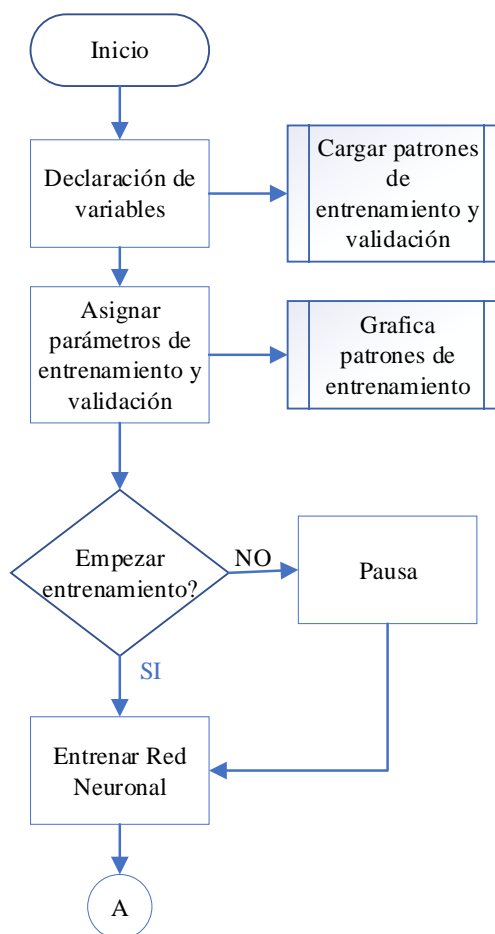 Inicio
Declaración de
variables
Cargar patrones
de
entrenamiento y
validación
Asignar
parámetros de
entrenamiento y
validación
Grafica
patrones de
entrenamiento
Empezar
entrenamiento?
NO
Pausa
SI
Entrenar Red
Neuronal
A